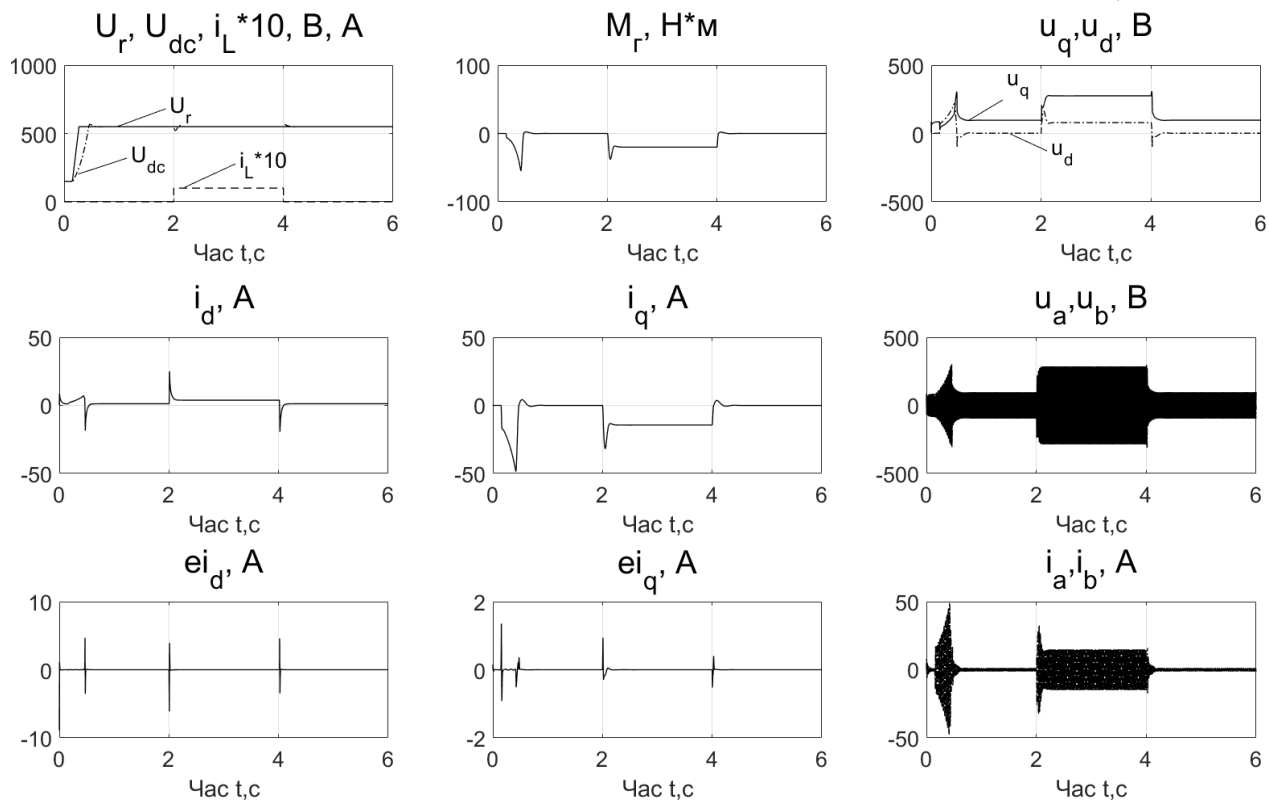 U_r, U_dc, i_L*10, В, А
1000
500
0
U_r
U_dc
i_L*10
0 2 4 6
Час t,с
M_г, Н*м
100
0
-100
0 2 4 6
Час t,с
u_q,u_d, В
500
0
-500
u_q
u_d
0 2 4 6
Час t,с
i_d, А
50
0
-50
0 2 4 6
Час t,с
i_q, А
50
0
-50
0 2 4 6
Час t,с
u_a,u_b, В
500
0
-500
0 2 4 6
Час t,с
ei_d, А
10
0
-10
0 2 4 6
Час t,с
ei_q, А
2
0
-2
0 2 4 6
Час t,с
i_a,i_b, А
50
0
-50
0 2 4 6
Час t,с